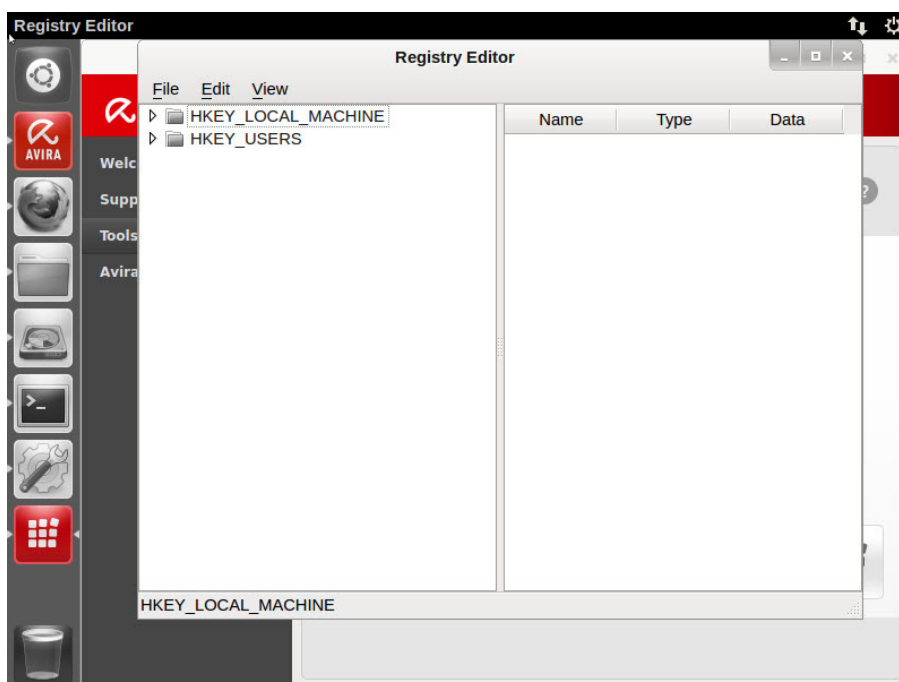 Registry Editor
Registry Editor
File Edit View
HKEY_LOCAL_MACHINE
HKEY_USERS
Name Type Data
AVIRA
Welc
Supp
Tools
Avira
?
>_
HKEY_LOCAL_MACHINE